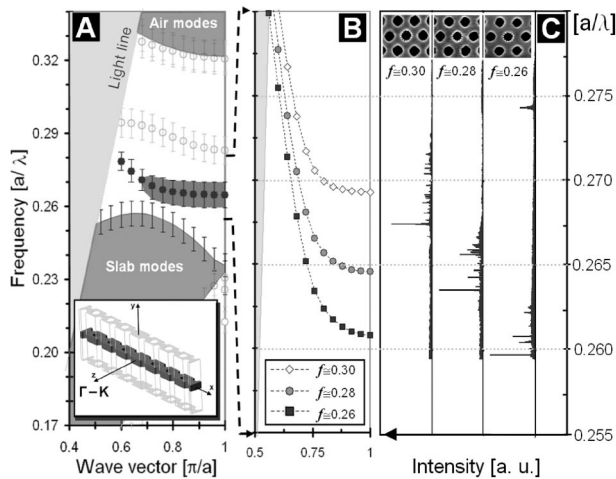 A
Air modes
Light line
Slab modes
y
z
x
Γ–K
Frequency [a/ λ]
0.34
0.32
0.29
0.26
0.23
0.20
0.17
0.4
0.6
0.8
1
Wave vector [π/a]
B
f≅0.30
f≅0.28
f≅0.26
0.5
0.75
1
C
[a/λ]
f≅0.30
f≅0.28
f≅0.26
0.275
0.270
0.265
0.260
0.255
Intensity [a. u.]